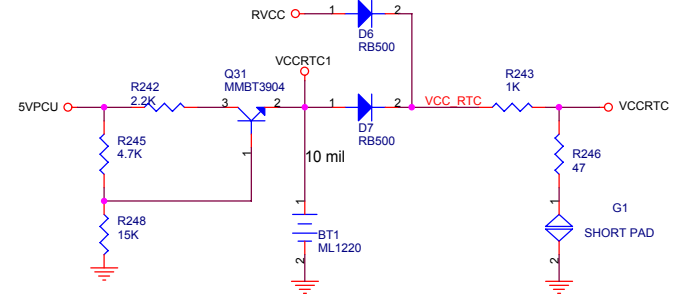 RVCC
1
2
D6
RB500
Q31
MMBT3904
VCCRTC1
R242
2.2K
5VPCU
3
2
1
2
VCC_RTC
R243
1K
VCCRTC
D7
RB500
R245
4.7K
1
10 mil
R246
47
R248
15K
1
BT1
ML1220
2
1
G1
SHORT PAD
2